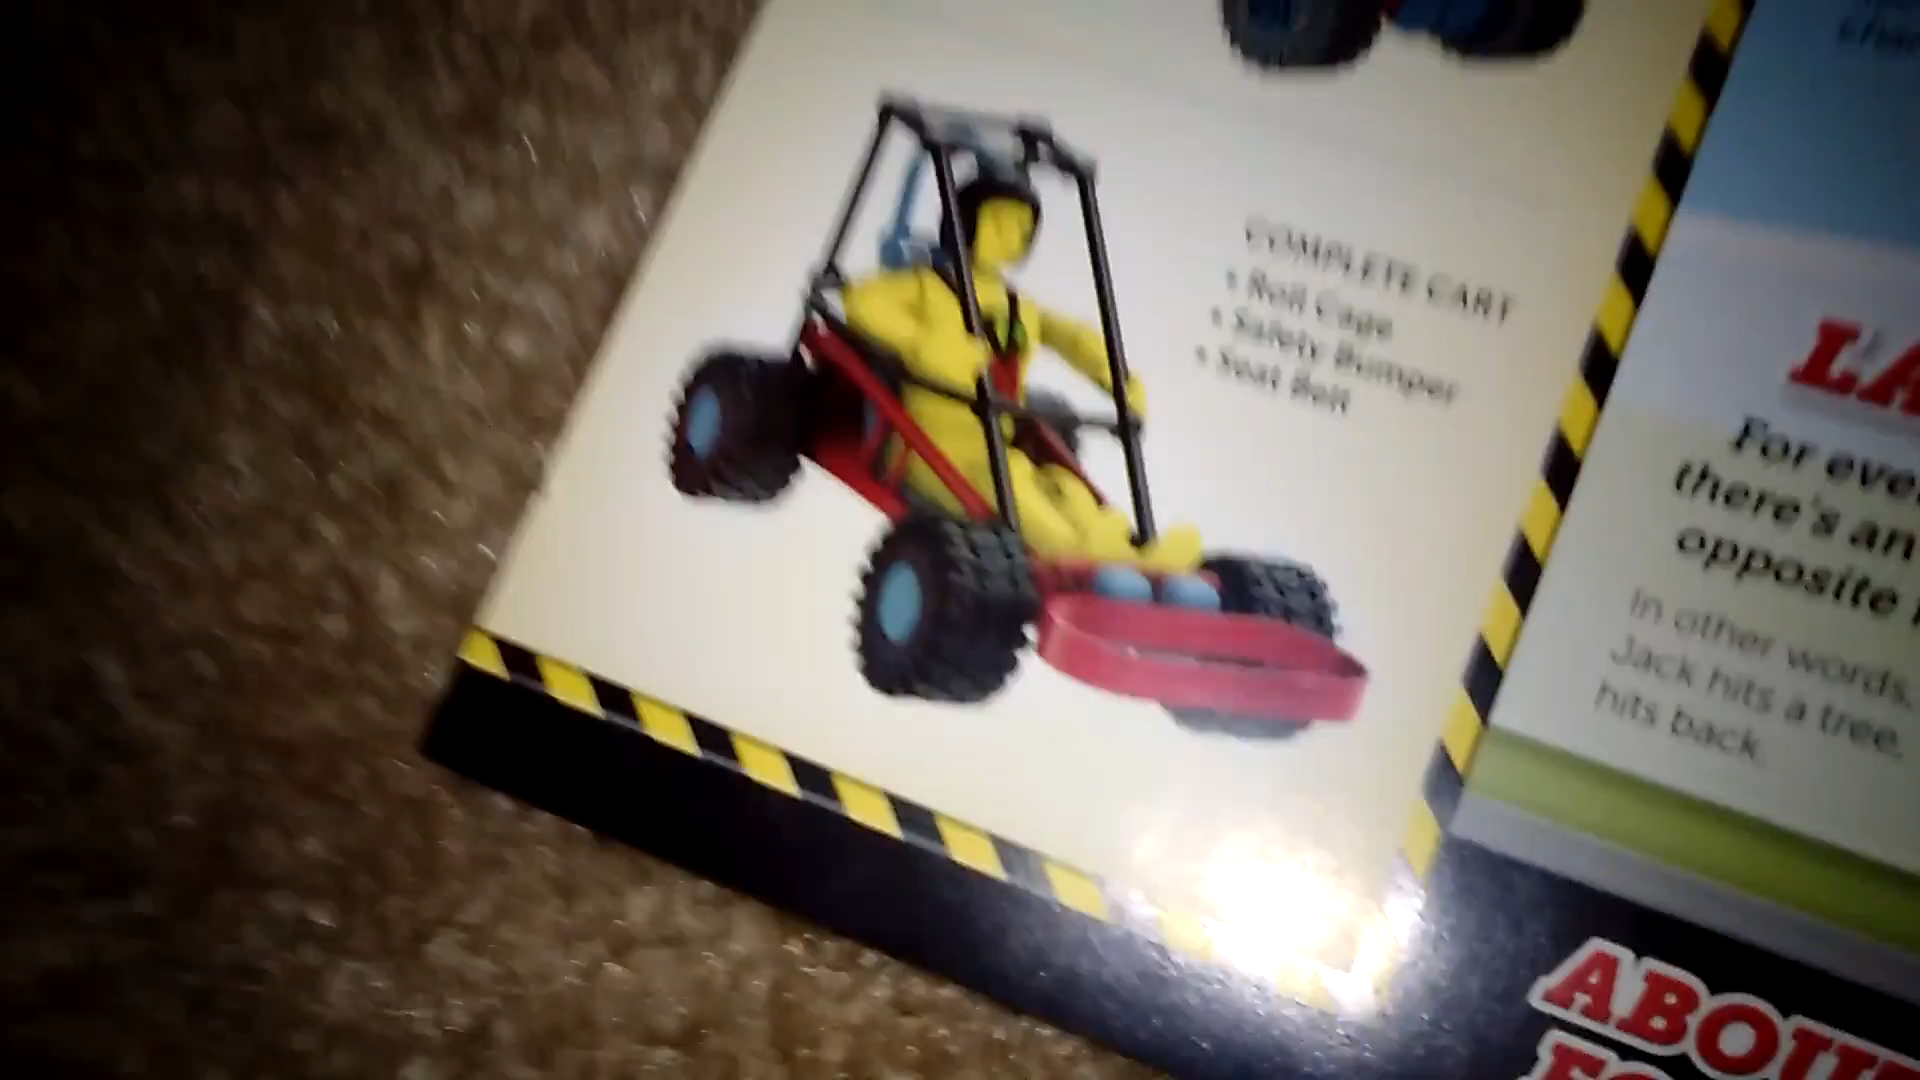 COMPLETE CART
• Roll Cage
• Safety Bumper
• Seat Belt
LA
For eve
there's an
opposite
In other words,
Jack hits a tree,
hits back
ABOU